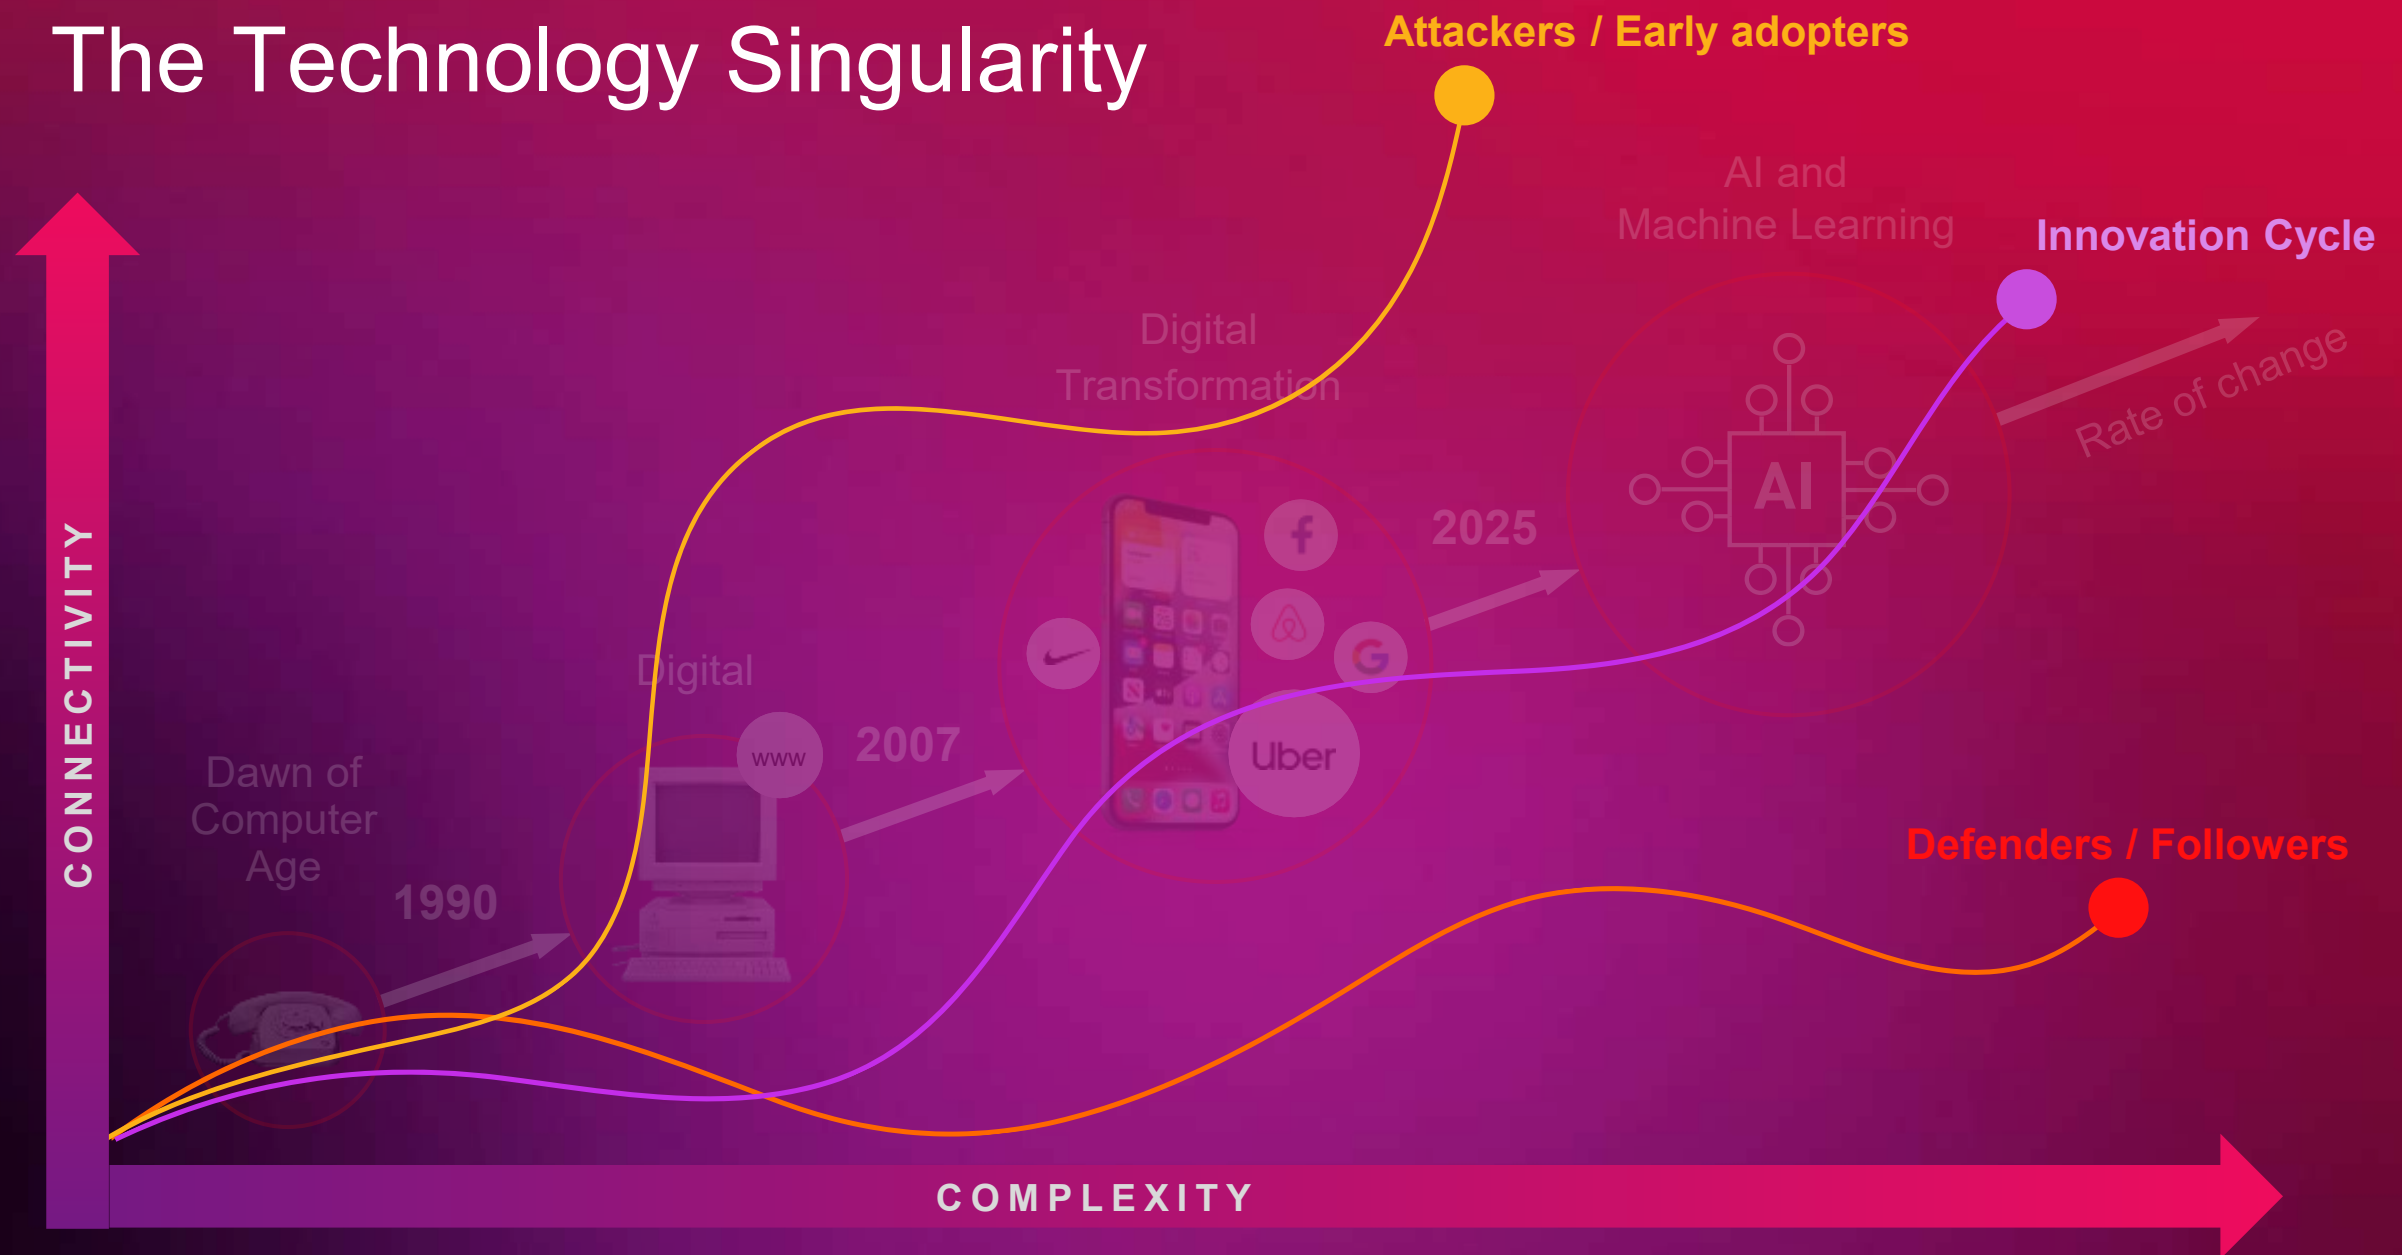 The Technology Singularity
Attackers / Early adopters
AI and
Machine Learning
Innovation Cycle
Rate of change
Digital
Transformation
2025
AI
Digital
www
2007
Uber
Dawn of
Computer
Age
1990
Defenders / Followers
CONNECTIVITY
COMPLEXITY